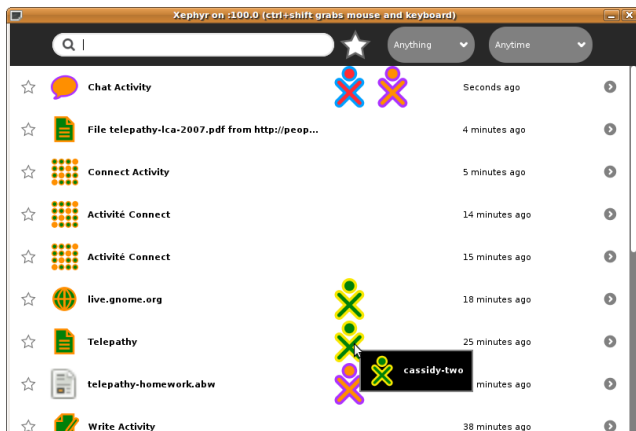 Xephyr on :100.0 (ctrl+shift grabs mouse and keyboard)
Anything Anytime
Chat Activity Seconds ago
File telepathy-lca-2007.pdf from http://peop... 4 minutes ago
Connect Activity 5 minutes ago
Activité Connect 14 minutes ago
Activité Connect 15 minutes ago
live.gnome.org 18 minutes ago
Telepathy 25 minutes ago
cassidy-two
telepathy-homework.abw minutes ago
Write Activity 38 minutes ago